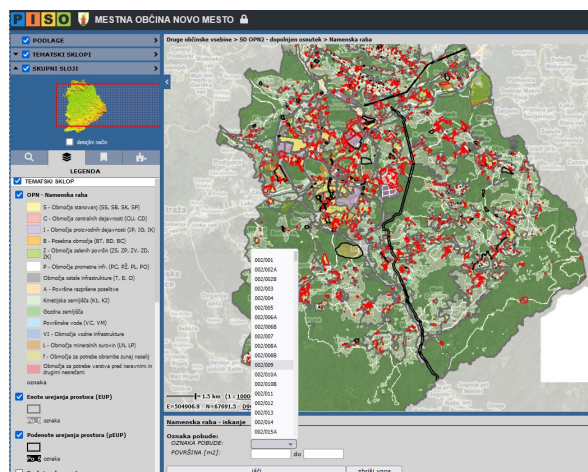 PISO MESTNA OBČINA NOVO MESTO
PODLAGE
TEMATSKI SKLOPI
SKUPNI SLOJI
detajlni način
LEGENDA
TEMATSKI SKLOP
OPN - Namenska raba
S - Območja stanovanj (SS, SB, SK, SP)
C - Območja centralnih dejavnosti (CU, CD)
I - Območja proizvodnih dejavnosti (IP, IG, IK)
B - Posebna območja (BT, BD, BC)
Z - Območja zelenih površin (ZS, ZP, ZV, ZD, ZK)
P - Območja prometne infr. (PC, PŽ, PL, PO)
Območja ostale infrastrukture (T, E, O)
A - Površine razpršene poselitve
Kmetijska zemljišča (K1, K2)
Gozdna zemljišča
Površinske vode (VC, VM)
VI - Območja vodne infrastrukture
L - Območja mineralnih surovin (LN, LP)
f - Območja za potrebe obrambe zunaj naselij
Območja za potrebe varstva pred naravnimi in
drugimi nesrečami
oznaka
Enote urejanja prostora (EUP)
oznaka
Podenote urejanja prostora (pEUP)
Po_6 oznaka
Druge občinske vsebine > SD OPN2 - dopolnjen osnutek > Namenska raba
002/001
002/002A
002/002B
002/003
002/004
002/005
002/006A
002/006B
002/007
002/008A
002/008B
002/009
002/010A
002/010B
002/011
002/012
002/013
002/014
002/015A
=1.5 km (1 : 1000
E=504906.9 N=67691.5
Namenska raba - iskanje
Oznaka pobude:
OZNAKA POBUDE:
POVRŠINA [m2]: do
išči zbriši vnos